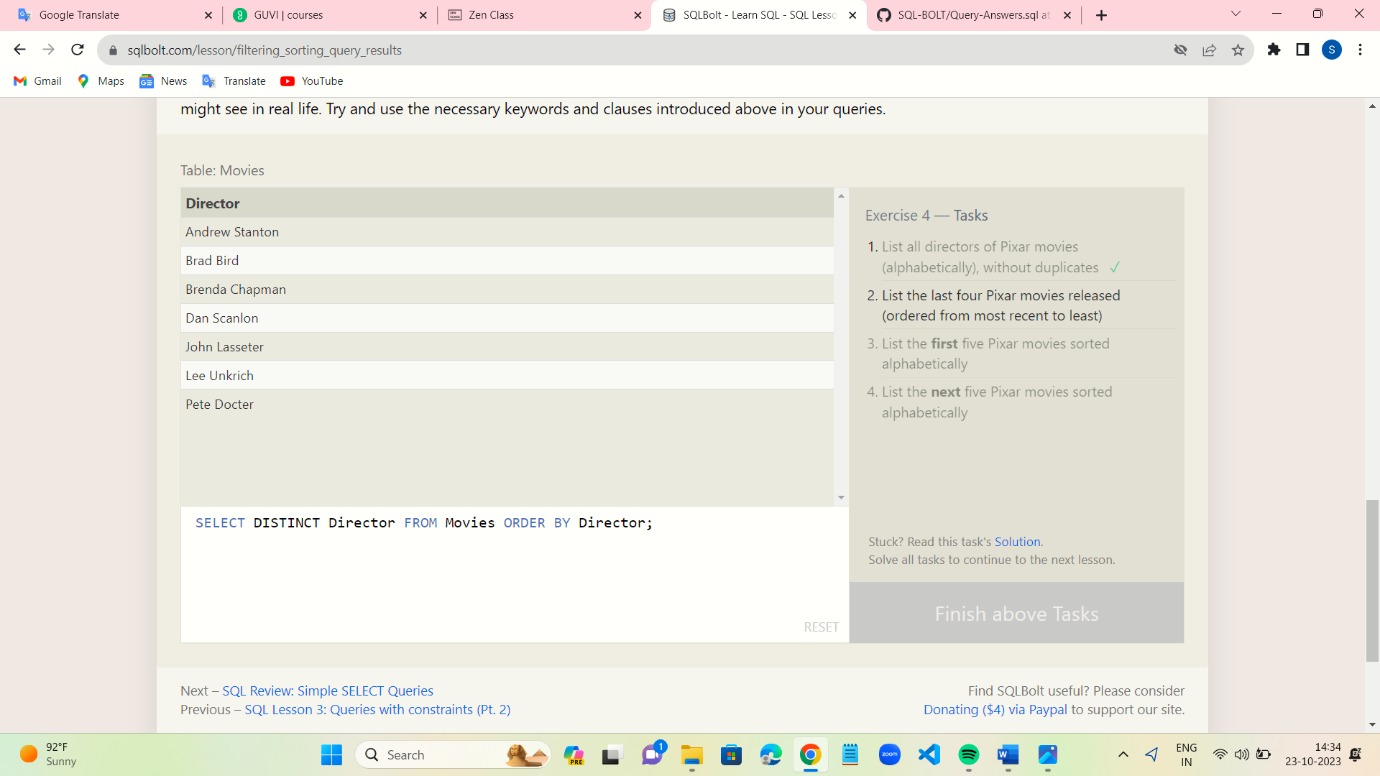 Google Translate
GUVI | courses
Zen Class
SQLBolt - Learn SQL - SQL Lesso
SQL-BOLT/Query-Answers.sql at
sqlbolt.com/lesson/filtering_sorting_query_results
S
Gmail
Maps
News
Translate
YouTube
might see in real life. Try and use the necessary keywords and clauses introduced above in your queries.
Table: Movies
Director
Andrew Stanton
Brad Bird
Brenda Chapman
Dan Scanlon
John Lasseter
Lee Unkrich
Pete Docter
SELECT DISTINCT Director FROM Movies ORDER BY Director;
RESET
Exercise 4 — Tasks
1. List all directors of Pixar movies
(alphabetically), without duplicates ✓
2. List the last four Pixar movies released
(ordered from most recent to least)
3. List the first five Pixar movies sorted
alphabetically
4. List the next five Pixar movies sorted
alphabetically
Stuck? Read this task's Solution.
Solve all tasks to continue to the next lesson.
Finish above Tasks
Next – SQL Review: Simple SELECT Queries
Previous – SQL Lesson 3: Queries with constraints (Pt. 2)
Find SQLBolt useful? Please consider
Donating ($4) via Paypal to support our site.
92°F
Sunny
Search
PRE
1
zoom
W
ENG
IN
14:34
23-10-2023